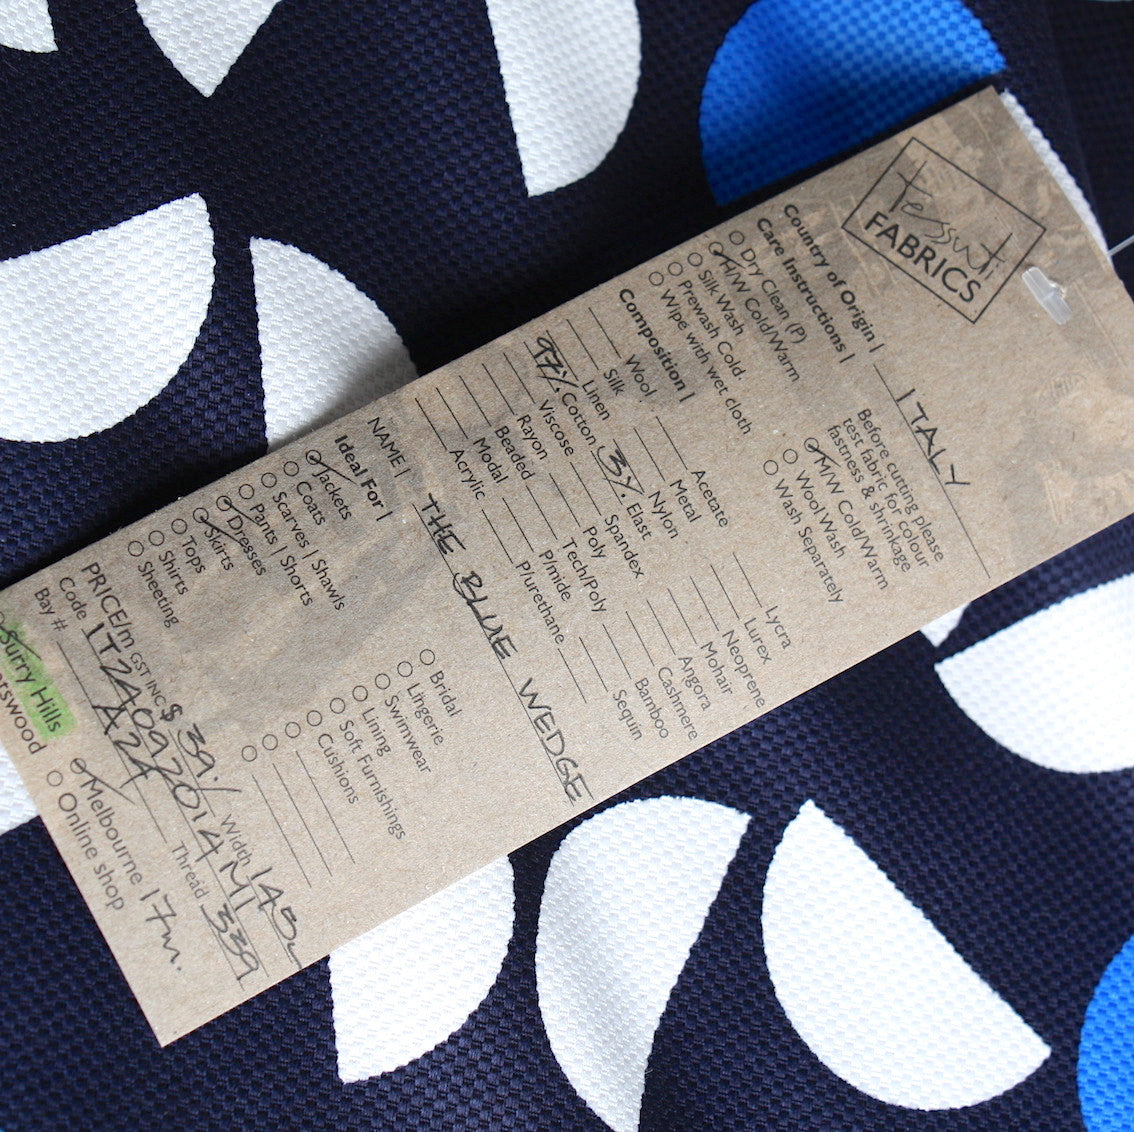 tessuti
FABRICS
Country of Origin | ITALY
Care Instructions |
Dry Clean (P)
H/W Cold/Warm
Silk Wash
Prewash Cold
Wipe with wet cloth
Before cutting please
test fabric for colour
fastness & shrinkage
M/W Cold/Warm
Wool Wash
Wash Separately
Composition |
Wool
Silk
Linen
97% Cotton
Viscose
Rayon
Beaded
Modal
Acrylic
Acetate
Metal
Nylon
3% Elast
Spandex
Poly
Tech/Poly
P/mide
P/urethane
Lycra
Lurex
Neoprene
Mohair
Angora
Cashmere
Bamboo
Sequin
NAME | THE BLUE WEDGE
Ideal For |
Jackets
Coats
Scarves | Shawls
Pants | Shorts
Dresses
Skirts
Tops
Shirts
Sheeting
Bridal
Lingerie
Swimwear
Lining
Soft Furnishings
Cushions
PRICE/m GST INC $ 39./ Width
Code IT24092014M1
Bay # A24 Thread 339
Surry Hills
Melbourne 17m.
Online shop